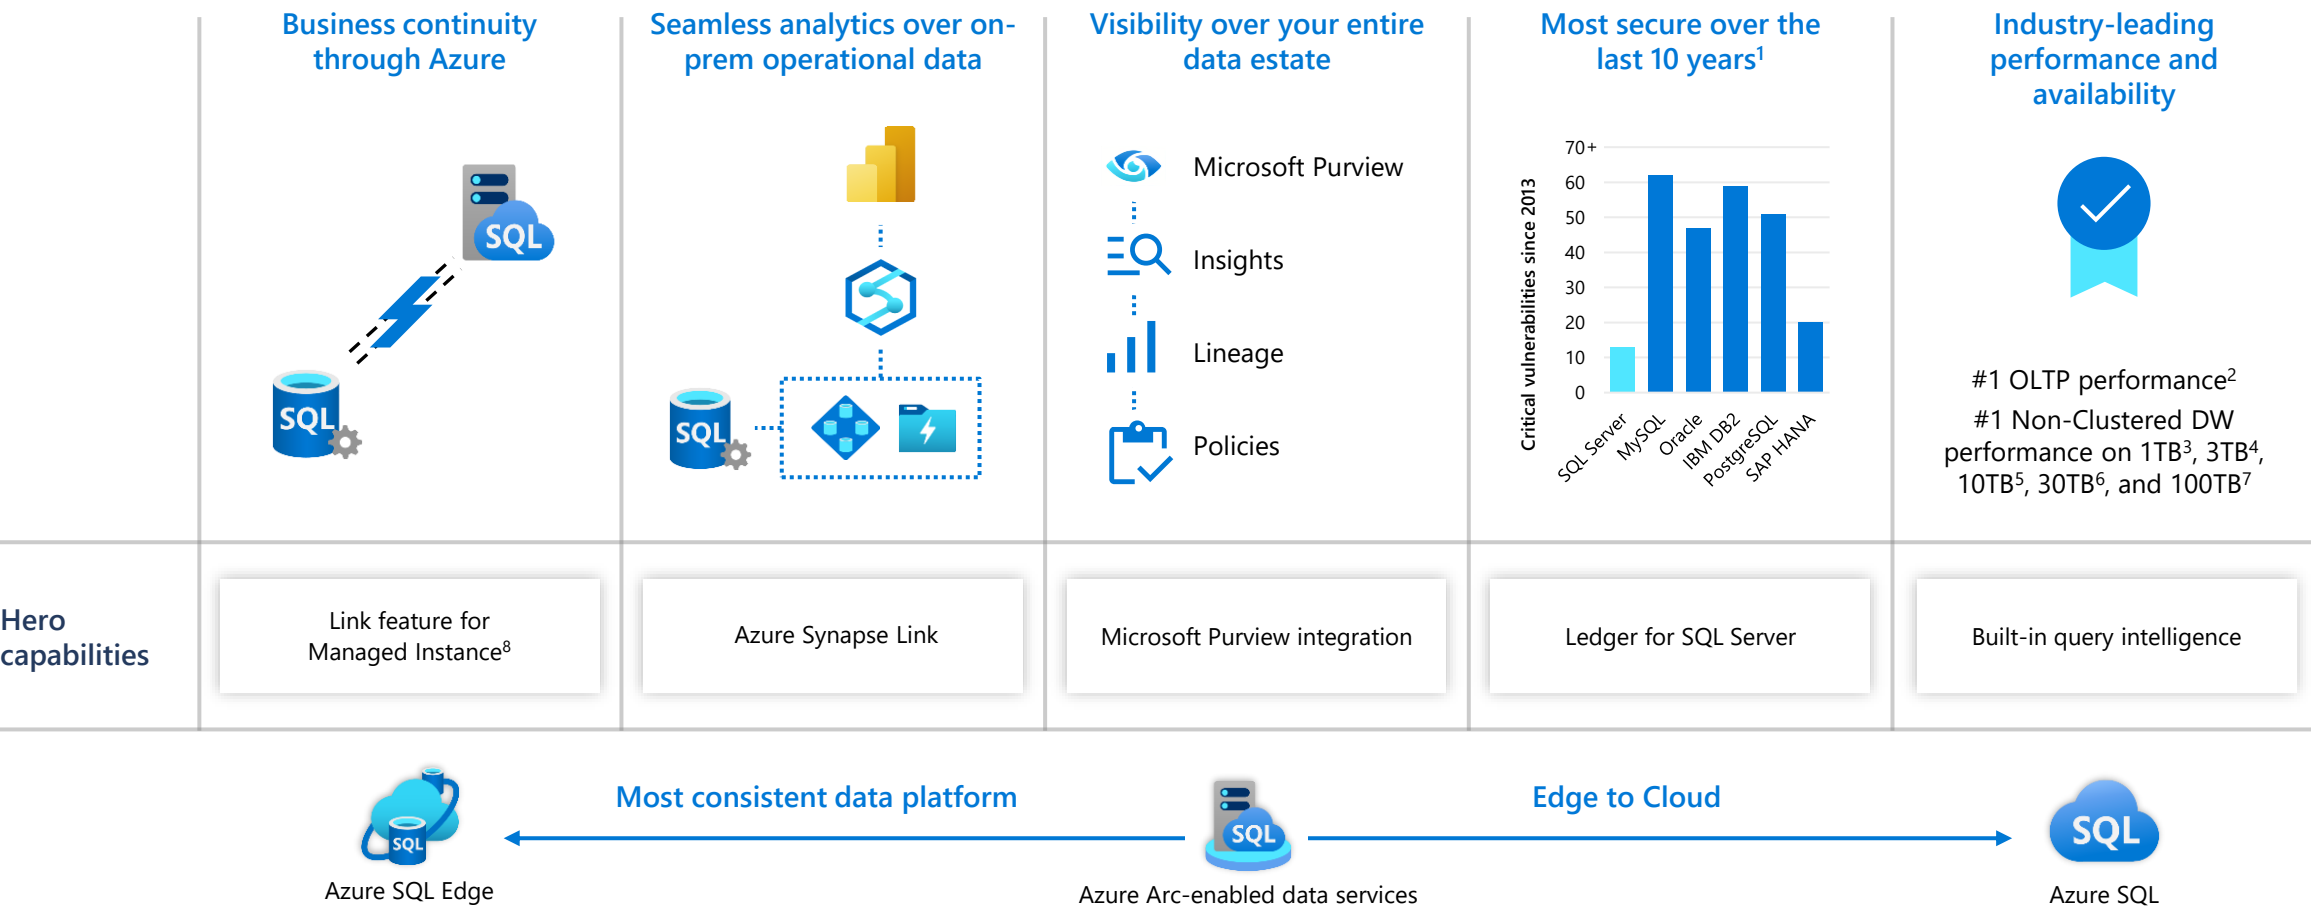 Business continuity
through Azure
Seamless analytics over on-
prem operational data
Visibility over your entire
data estate
Most secure over the
last 10 years¹
Industry-leading
performance and
availability
SQL
SQL
SQL
Microsoft Purview
Insights
Lineage
Policies
Critical vulnerabilities since 2013
70+
60
50
40
30
20
10
0
SQL Server
MySQL
Oracle
IBM DB2
PostgreSQL
SAP HANA
#1 OLTP performance²
#1 Non-Clustered DW
performance on 1TB³, 3TB⁴,
10TB⁵, 30TB⁶, and 100TB⁷
Hero
capabilities
Link feature for
Managed Instance⁸
Azure Synapse Link
Microsoft Purview integration
Ledger for SQL Server
Built-in query intelligence
SQL
Azure SQL Edge
Most consistent data platform
SQL
Azure Arc-enabled data services
Edge to Cloud
SQL
Azure SQL